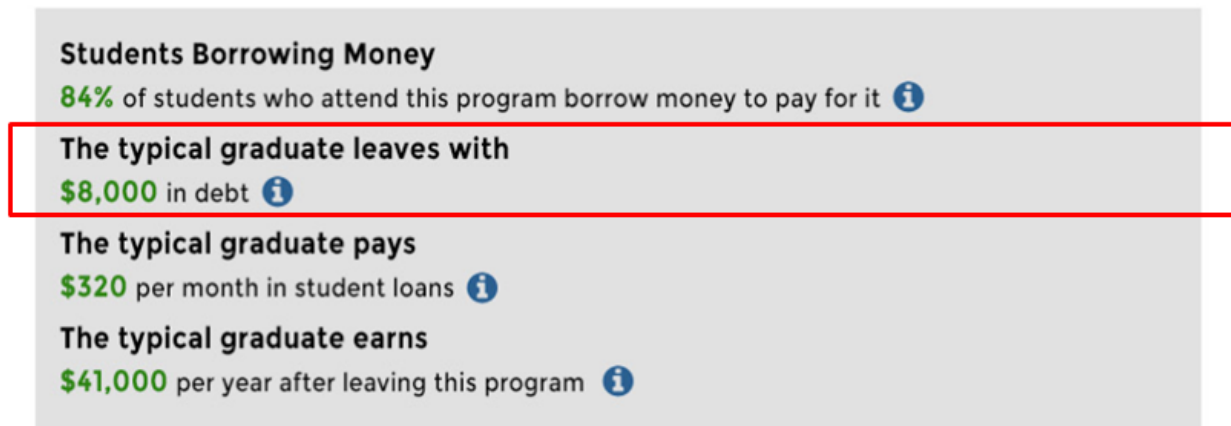 Students Borrowing Money
84% of students who attend this program borrow money to pay for it
The typical graduate leaves with
$8,000 in debt
The typical graduate pays
$320 per month in student loans
The typical graduate earns
$41,000 per year after leaving this program